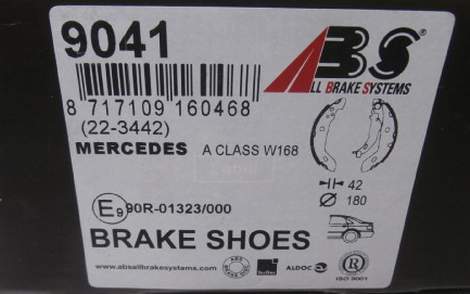 9041
ABS
ALL BRAKE SYSTEMS
8 717109 160468
(22-3442)
MERCEDES A CLASS W168
42
180
E9 90R-01323/000
BRAKE SHOES
www.absallbrakesystems.com
TecDoc ALDOC R ISO 9001